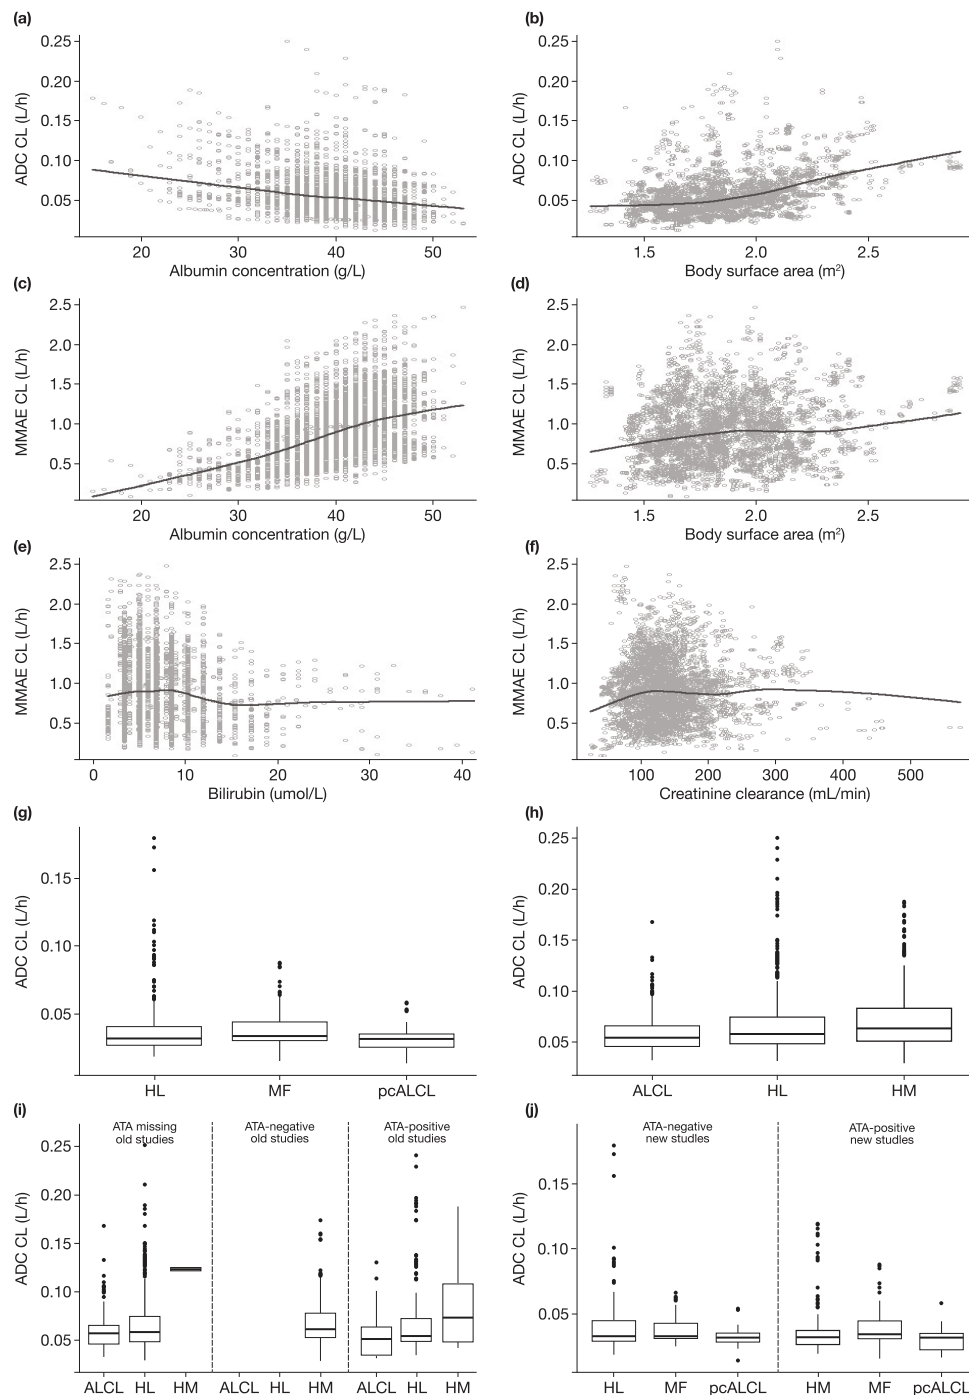 (a)
0.25
0.20
0.15
0.10
0.05
ADC CL (L/h)
20 30 40 50
Albumin concentration (g/L)
(b)
0.25
0.20
0.15
0.10
0.05
ADC CL (L/h)
1.5 2.0 2.5
Body surface area (m²)
(c)
2.5
2.0
1.5
1.0
0.5
MMAE CL (L/h)
20 30 40 50
Albumin concentration (g/L)
(d)
2.5
2.0
1.5
1.0
0.5
MMAE CL (L/h)
1.5 2.0 2.5
Body surface area (m²)
(e)
2.5
2.0
1.5
1.0
0.5
MMAE CL (L/h)
0 10 20 30 40
Bilirubin (umol/L)
(f)
2.5
2.0
1.5
1.0
0.5
MMAE CL (L/h)
100 200 300 400 500
Creatinine clearance (mL/min)
(g)
0.15
0.10
0.05
ADC CL (L/h)
HL MF pcALCL
(h)
0.25
0.20
0.15
0.10
0.05
ADC CL (L/h)
ALCL HL HM
(i)
ATA missing
old studies
ATA-negative
old studies
ATA-positive
old studies
0.25
0.20
0.15
0.10
0.05
ADC CL (L/h)
ALCL HL HM ALCL HL HM ALCL HL HM
(j)
ATA-negative
new studles
ATA-positive
new studles
0.15
0.10
0.05
ADC CL (L/h)
HL MF pcALCL HM MF pcALCL